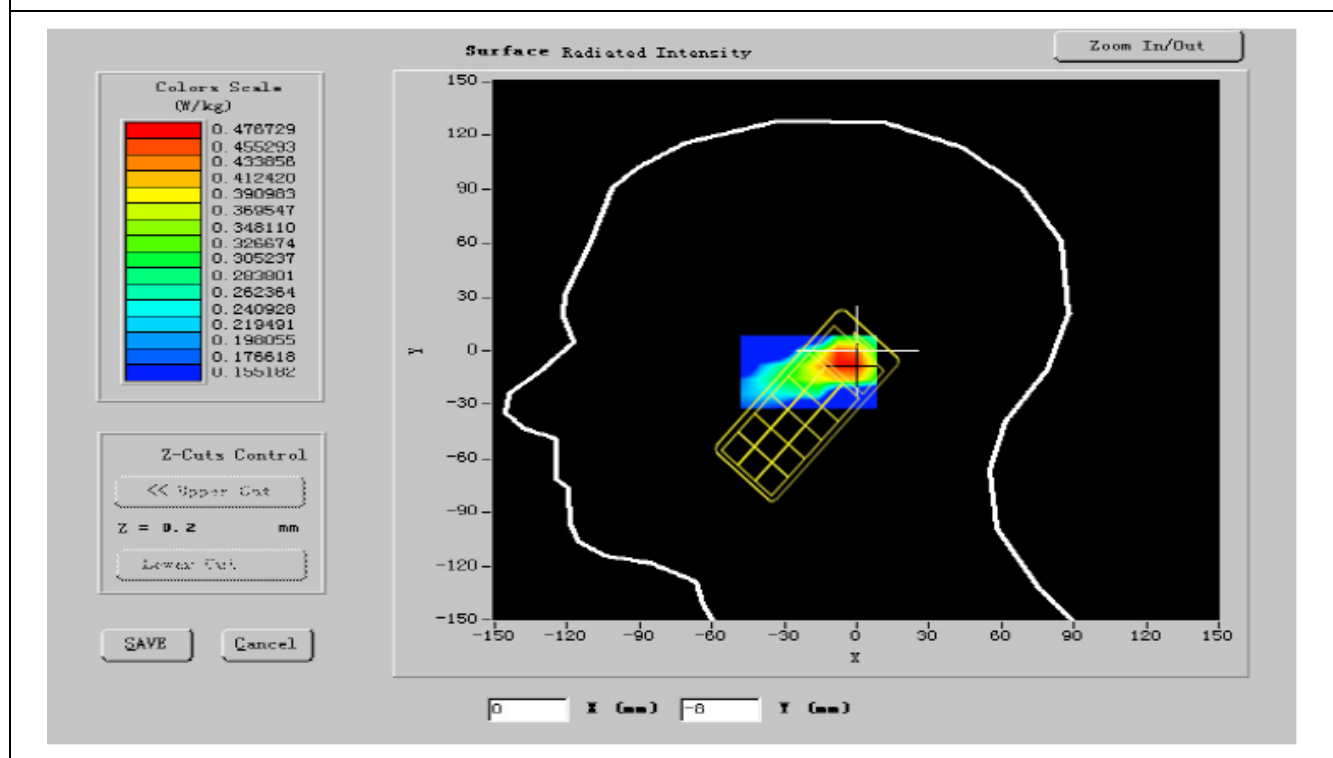 Surface Radiated Intensity
Zoom In/Out
Colors Scale
(W/kg)
0.476729
0.455293
0.433856
0.412420
0.390983
0.369547
0.348110
0.326674
0.305237
0.283801
0.262364
0.240928
0.219491
0.198055
0.176618
0.155182
Z-Cuts Control
<< Upper Cut
Z = 0.2 mm
Lower Cut
SAVE
Cancel
150
120
90
60
30
0
-30
-60
-90
-120
-150
Y
-150 -120 -90 -60 -30 0 30 60 90 120 150
X
0 X (mm) -8 Y (mm)